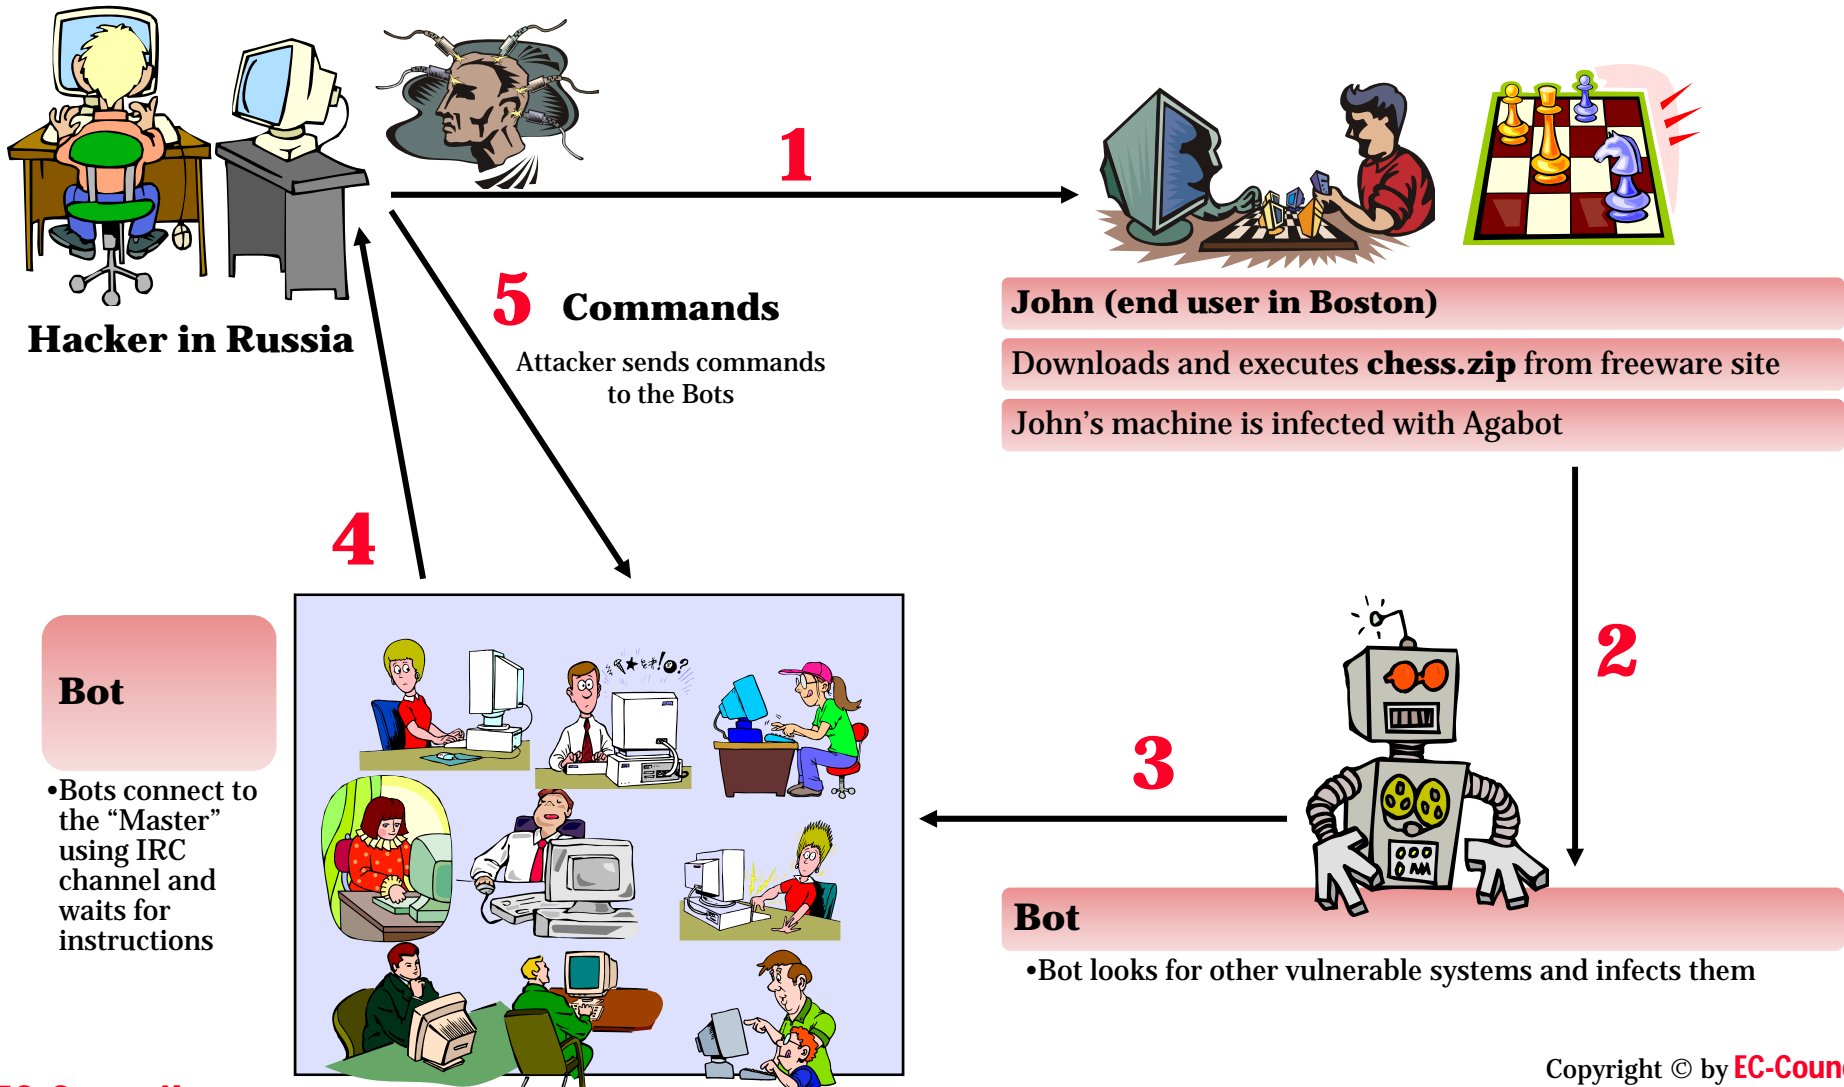 1
5 Commands
Attacker sends commands
to the Bots
Hacker in Russia
John (end user in Boston)
Downloads and executes chess.zip from freeware site
John's machine is infected with Agabot
4
2
3
Bot
•Bots connect to
the “Master”
using IRC
channel and
waits for
instructions
Bot
•Bot looks for other vulnerable systems and infects them
Copyright © by EC-Coun